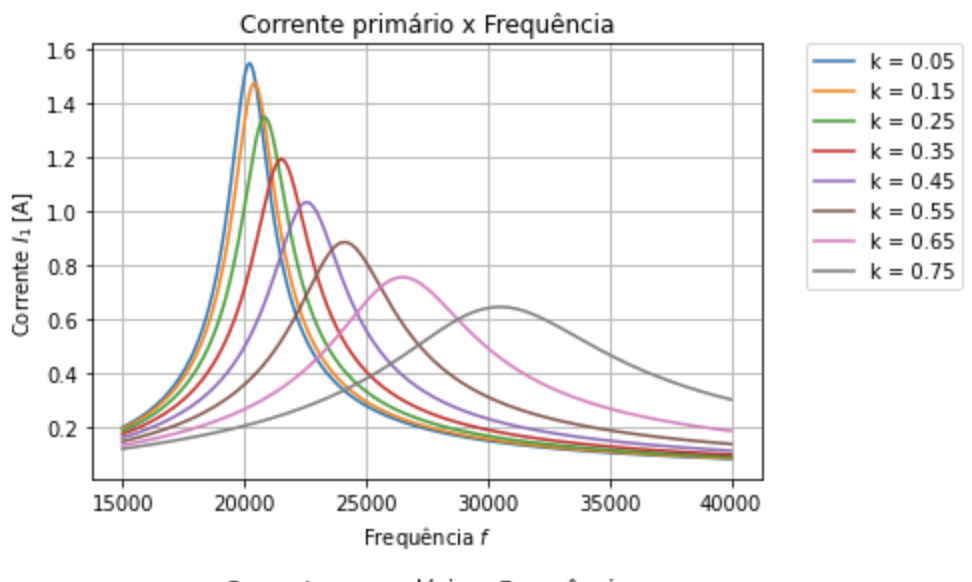 Corrente primário x Frequência
1.6
1.4
1.2
1.0
0.8
0.6
0.4
0.2
Corrente I₁ [A]
15000 20000 25000 30000 35000 40000
Frequência f
k = 0.05
k = 0.15
k = 0.25
k = 0.35
k = 0.45
k = 0.55
k = 0.65
k = 0.75